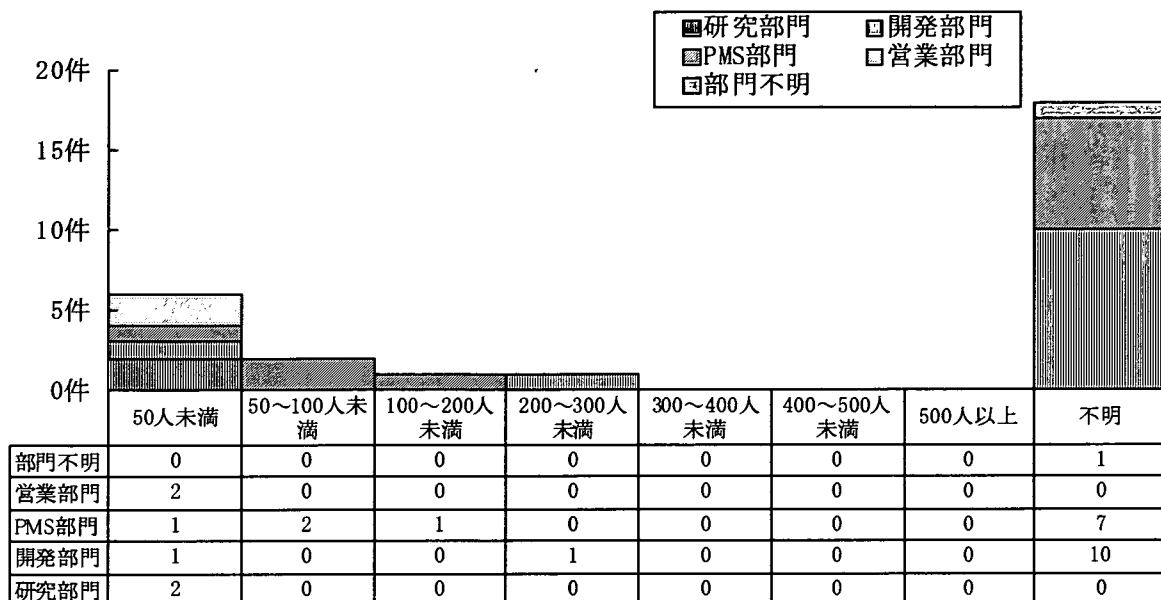 研究部門 開発部門
PMS部門 営業部門
部門不明
20件
15件
10件
5件
0件
50人未満 50～100人未満 100～200人未満 200～300人未満 300～400人未満 400～500人未満 500人以上 不明
部門不明 0 0 0 0 0 0 0 1
営業部門 2 0 0 0 0 0 0 0
PMS部門 1 2 1 0 0 0 0 7
開発部門 1 0 0 1 0 0 0 10
研究部門 2 0 0 0 0 0 0 0